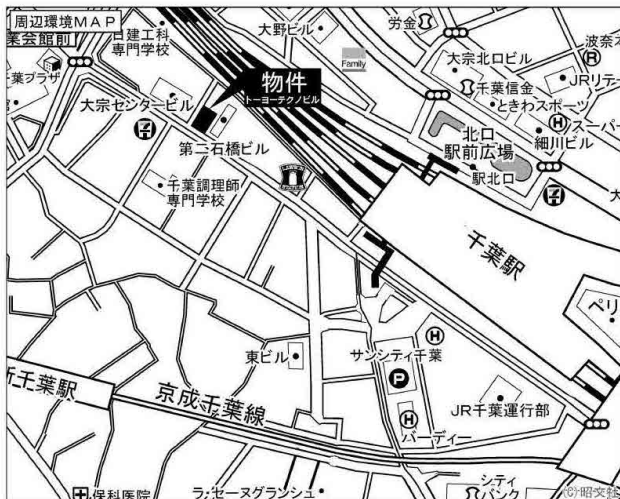 周辺環境MAP
業会館前
日建工科
専門学校
大野ビル
労金
波奈本
Family
大宗北口ビル
千葉プラザ
物件
トーヨーテクノビル
千葉信金
JRリテー
ときわスポーツ
大宗センタービル
北口
駅前広場
スーパー
細川ビル
第二石橋ビル
駅北口
千葉調理師
専門学校
千葉駅
大
ペリ
東ビル
サンシティ千葉
P
新千葉駅
京成千葉線
JR千葉運行部
バーディー
保科医院
ラ・セーヌグランシュ
シティ
バンク
(C)昭文社